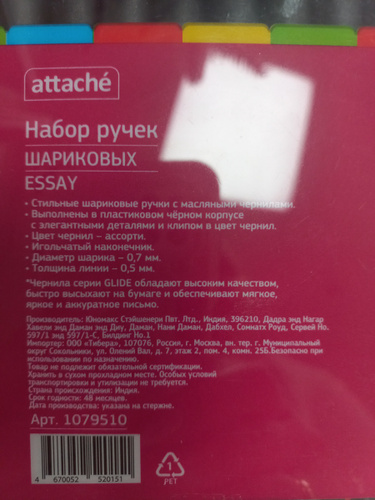 attaché
Набор ручек
ШАРИКОВЫХ
ESSAY
• Стильные шариковые ручки с масляными чернилами.
• Выполнены в пластиковом чёрном корпусе
с элегантными деталями и клипом в цвет чернил.
• Цвет чернил – ассорти.
• Игольчатый наконечник.
• Диаметр шарика – 0,7 мм.
• Толщина линии – 0,5 мм.
*Чернила серии GLIDE обладают высоким качеством,
быстро высыхают на бумаге и обеспечивают мягкое,
яркое и аккуратное письмо.
Производитель: Юнимакс Стэйшенери Пвт. Лтд., Индия, 396210, Дадра энд Нагар
Хавели энд Даман энд Диу, Даман, Нани Даман, Дабхел, Сомнатх Роуд, Сервей Но.
597/1 энд 597/1-С, Билдинг Но.1
Импортер: ООО «Тиберах», 107076, Россия, г. Москва, вн. тер. г. Муниципальный
округ Сокольники, ул. Олений Вал, д. 7, этаж 2, пом. 4, комн. 25Б.Безопасно при
использовании по назначению.
Товар не подлежит обязательной сертификации.
Хранить в сухом прохладном месте. Особых условий
транспортировки и утилизации не требуется.
Страна происхождения: Индия.
Срок годности: 48 месяцев.
Дата производства: указана на стержне.
Арт. 1079510
4 670052 520151
1
PET